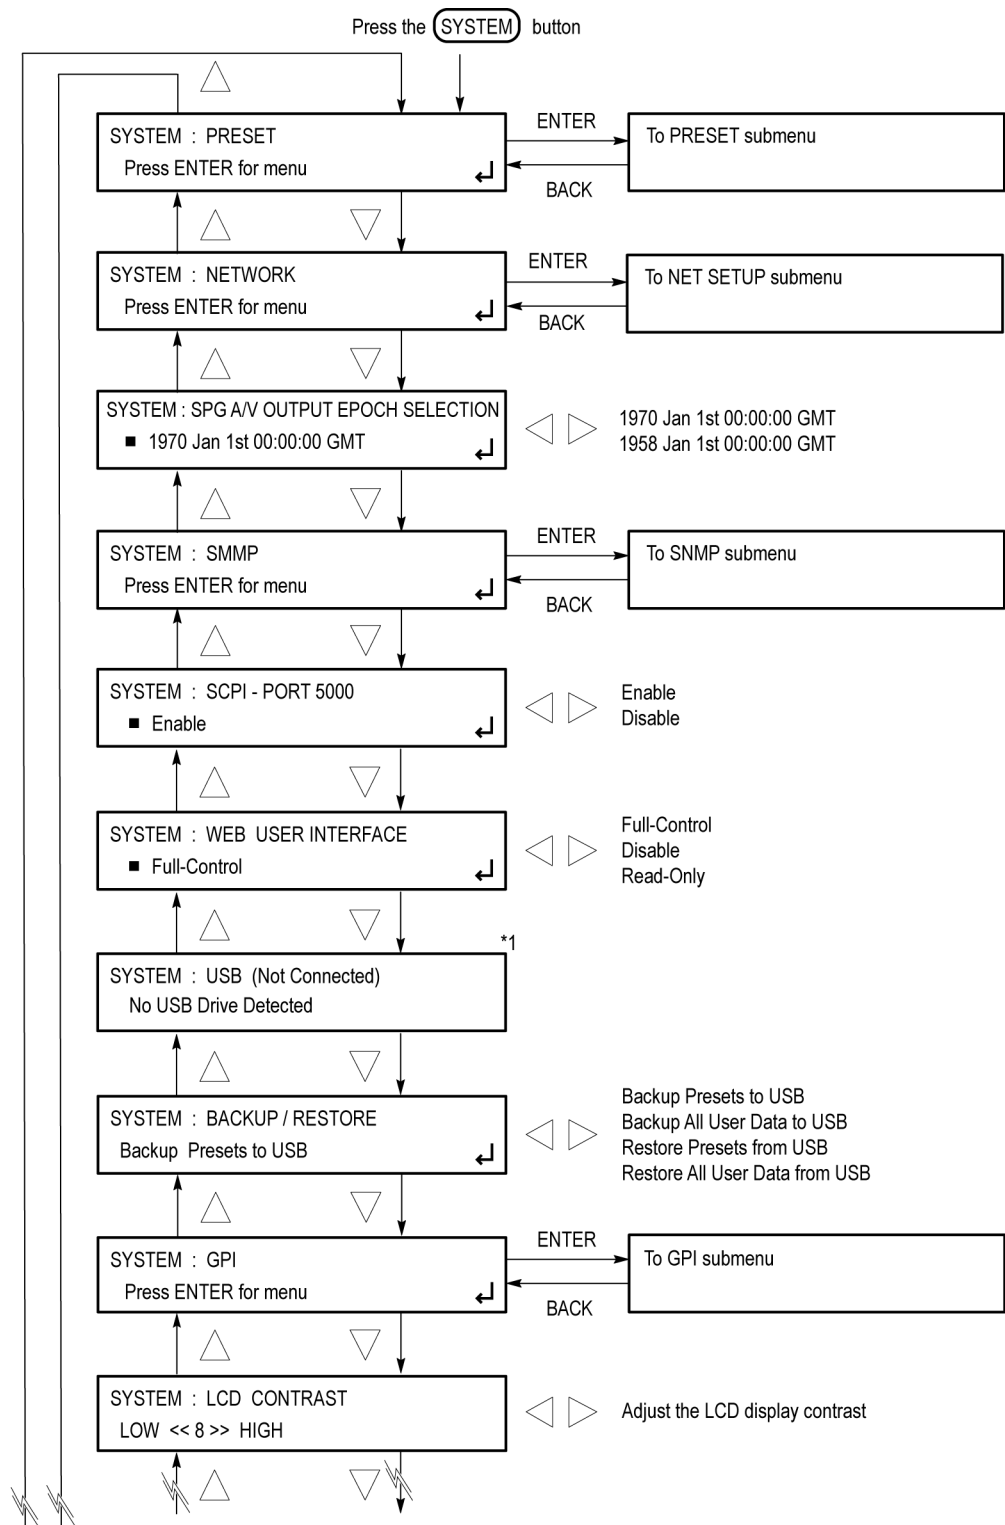 Press the SYSTEM button
SYSTEM : PRESET
Press ENTER for menu
ENTER
BACK
To PRESET submenu
SYSTEM : NETWORK
Press ENTER for menu
ENTER
BACK
To NET SETUP submenu
SYSTEM : SPG A/V OUTPUT EPOCH SELECTION
■ 1970 Jan 1st 00:00:00 GMT
1970 Jan 1st 00:00:00 GMT
1958 Jan 1st 00:00:00 GMT
SYSTEM : SMMP
Press ENTER for menu
ENTER
BACK
To SNMP submenu
SYSTEM : SCPI - PORT 5000
■ Enable
Enable
Disable
SYSTEM : WEB USER INTERFACE
■ Full-Control
Full-Control
Disable
Read-Only
*1
SYSTEM : USB (Not Connected)
No USB Drive Detected
SYSTEM : BACKUP / RESTORE
Backup Presets to USB
Backup Presets to USB
Backup All User Data to USB
Restore Presets from USB
Restore All User Data from USB
SYSTEM : GPI
Press ENTER for menu
ENTER
BACK
To GPI submenu
SYSTEM : LCD CONTRAST
LOW << 8 >> HIGH
Adjust the LCD display contrast